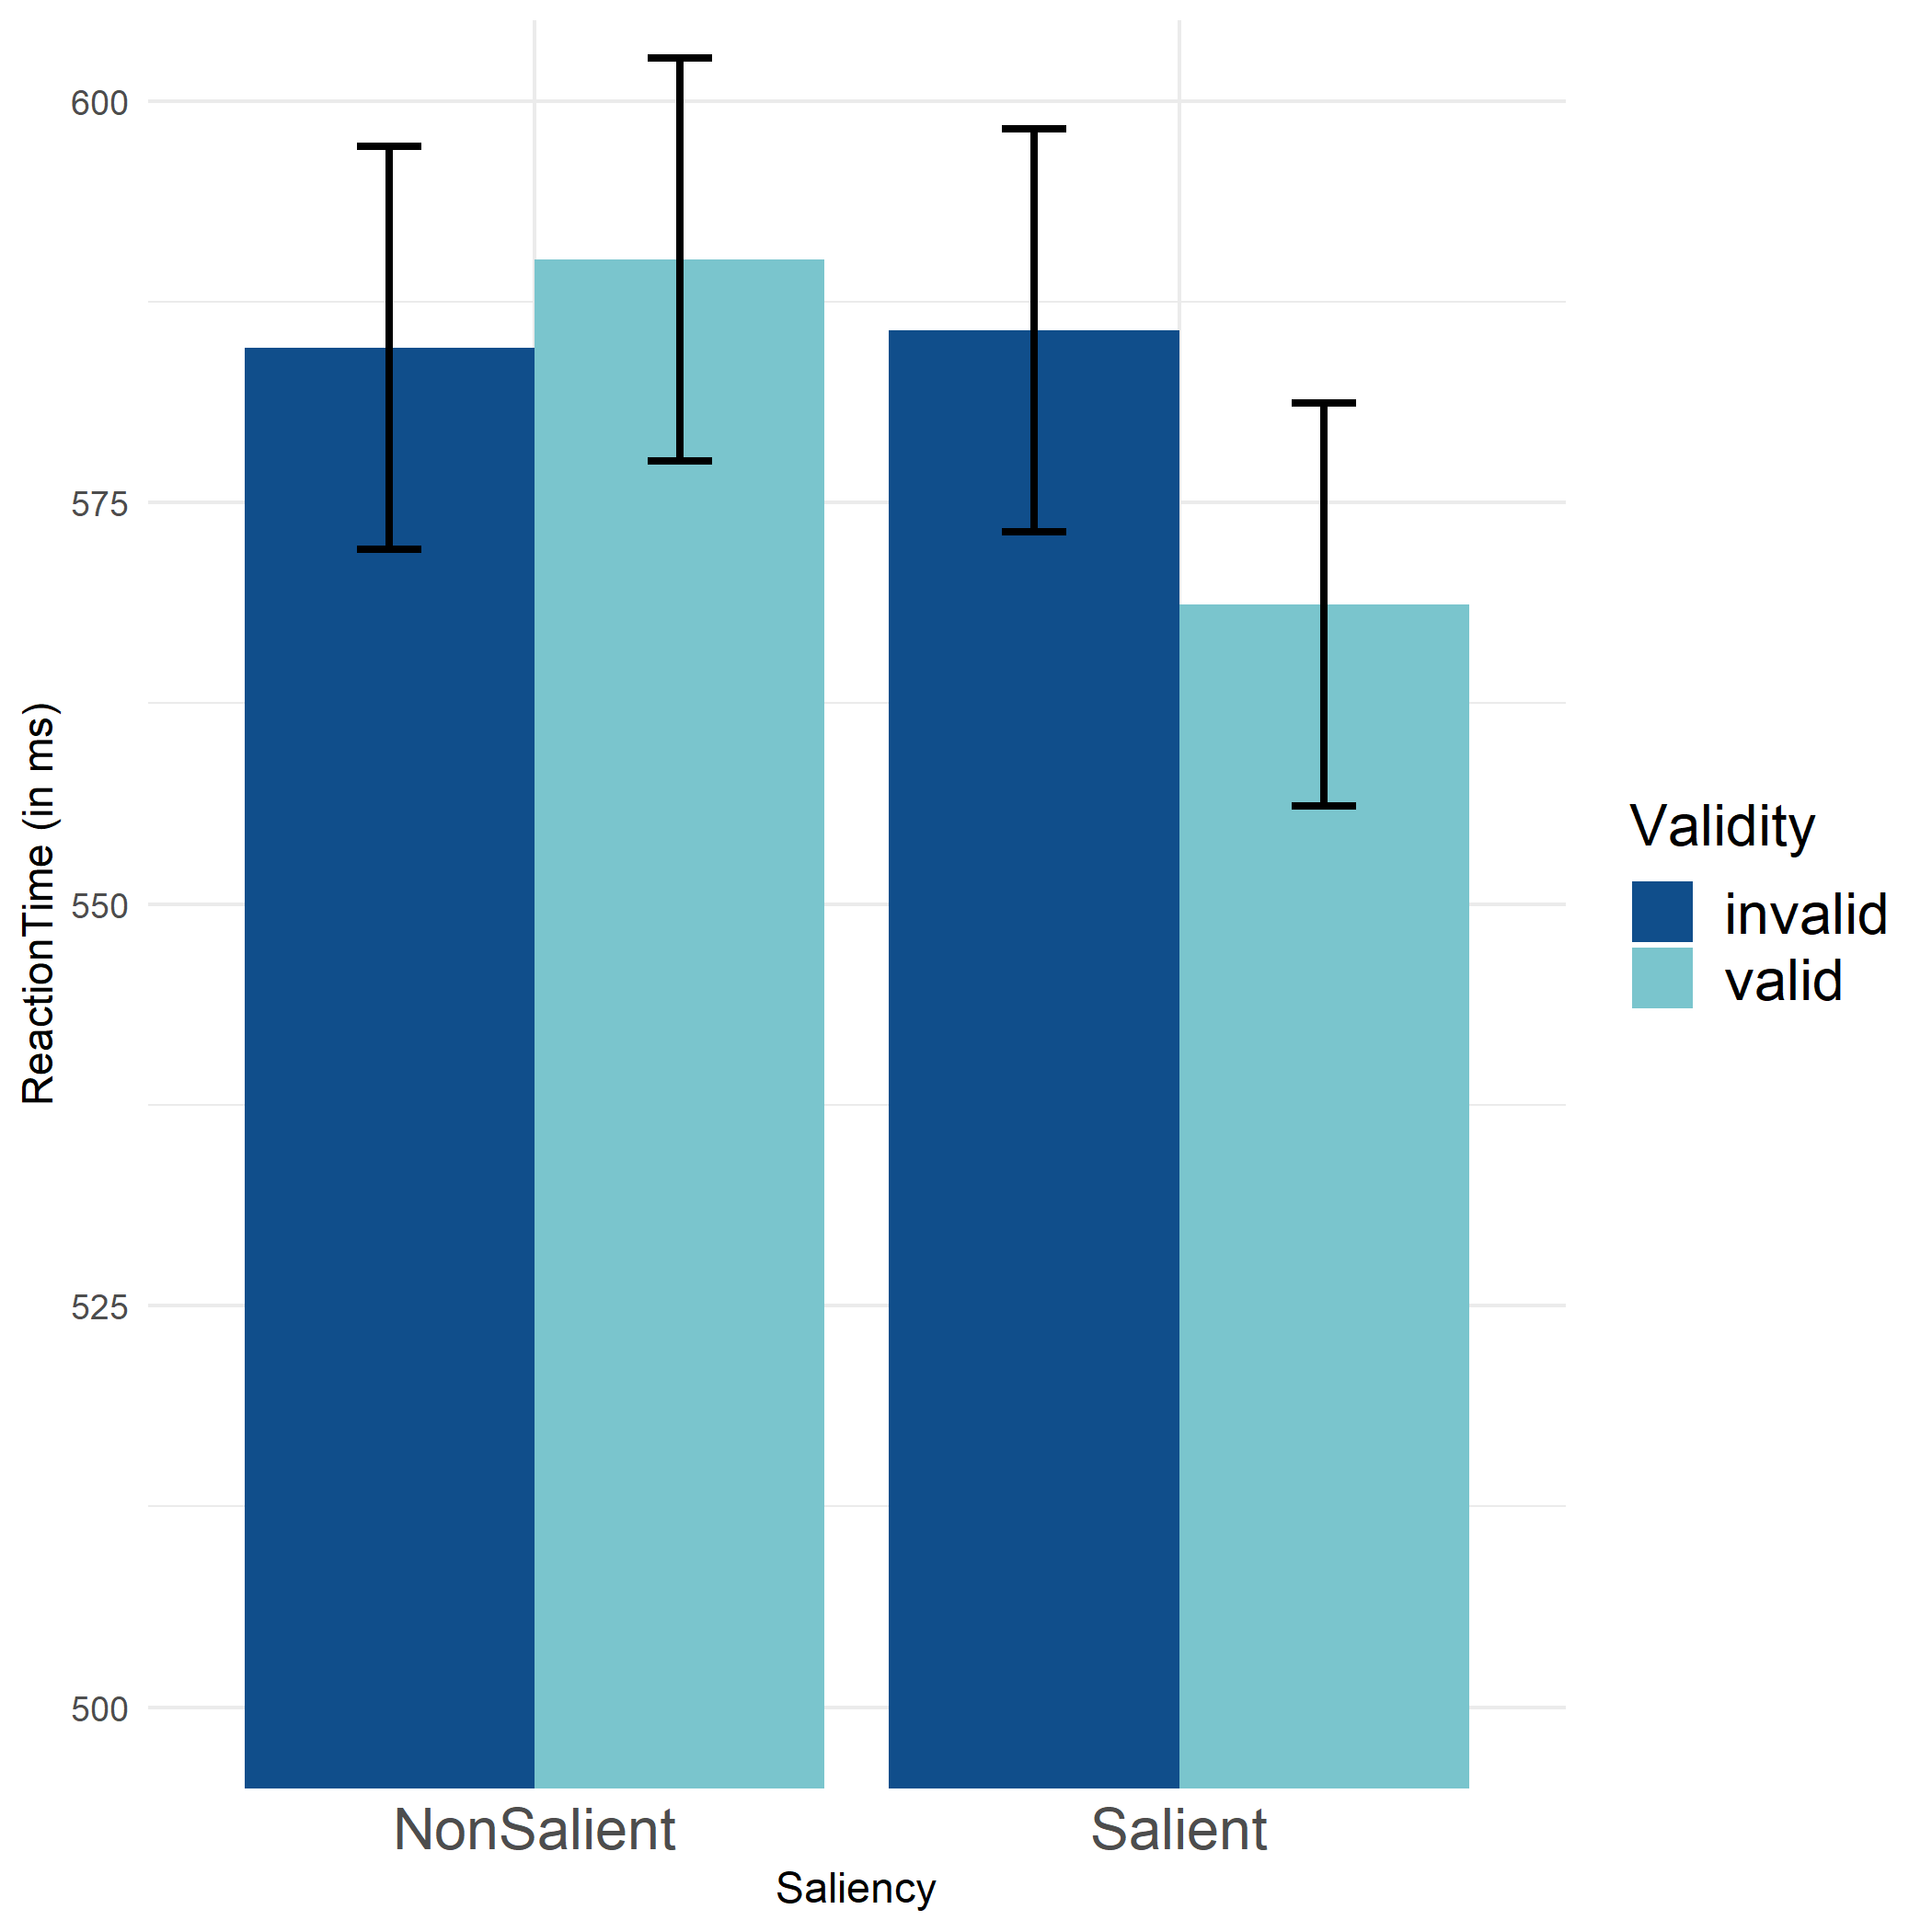 600
575
550
525
500
ReactionTime (in ms)
NonSalient
Salient
Saliency
Validity
invalid
valid